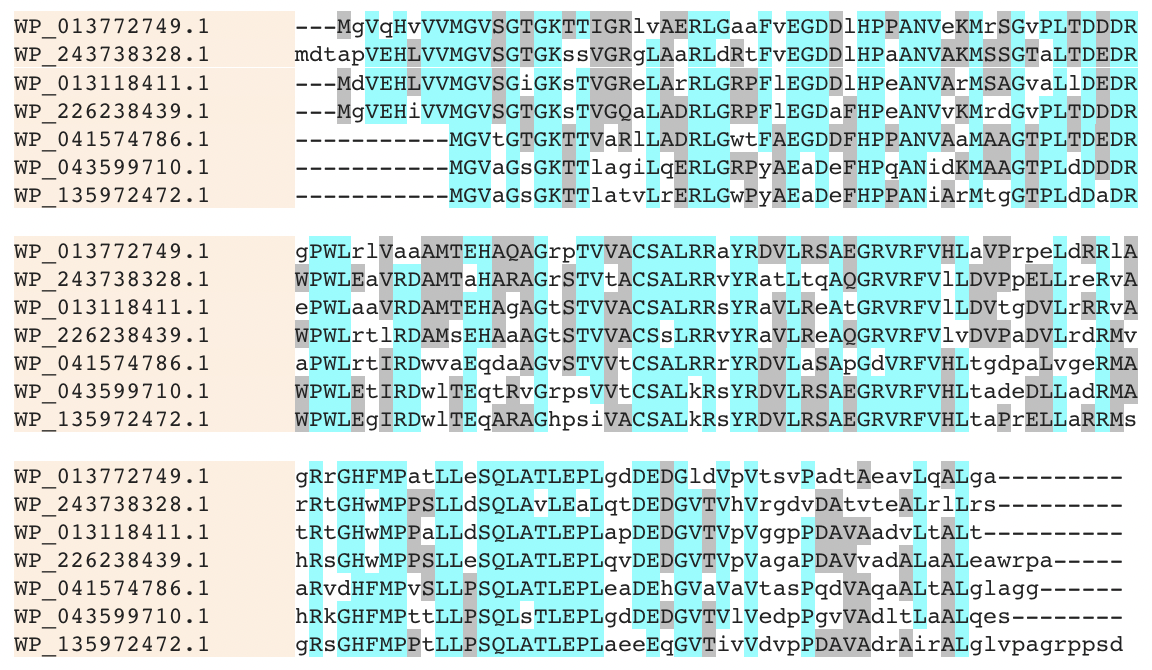 WP_013772749.1 ---MgVqHvVVMGVSGTGKTTIGRlvAERLGaaFvEGDDlHPPANVeKMrSGvPLTDDDR
WP_243738328.1 mdtapVEHLVVMGVSGTGKssVGRgLAaRLdRtFvEGDDlHPaANVAKMSSGTaLTDDDR
WP_013118411.1 ---MdVEHLVVMGVSGiGKsTVGReLArRLGRPFlEGDDlHPeANVArMSAGvaLlDEDR
WP_226238439.1 ---MgVEHiVVMGVSGTGKsTVGQaLADRLGRPFlEGDaFHPeANVvKMrdGvPLTDDDR
WP_041574786.1 -----------MGVtGTGKTTVaRlLADRLGwtFAEGDDFHPPANVAaMAAGTPLTDEDR
WP_043599710.1 -----------MGVaGsGKTTlagiLqERLGRPyAEaDeFHPqANidKMAAGTPLdDDDR
WP_135972472.1 -----------MGVaGsGKTTlatvLrERLGwPyAEaDeFHPPANiArMtgGTPLdDaDR
WP_013772749.1 gPWLrlVaaAMTEHAQAGrpTVVACSALRRaYRDVLRSAEGRVRFVHLaVPrpeLdRRlA
WP_243738328.1 WPWLEaVRDAMTaHARAGrSTVtACSALRRvYRatLtqAQGRVRFVlLDVPpELLreRvA
WP_013118411.1 ePWLaaVRDAMTEHAgAGtSTVVACSALRRsYRaVLReAtGRVRFVlLDVtgDVLrRRvA
WP_226238439.1 WPWLrtlRDAMsEHAaAGtSTVVACSsLRRvYRaVLReAQGRVRFVlvDVPaDVLrdRMv
WP_041574786.1 aPWLrtIRDwvaEqdaAGvSTVVtCSALRRrYRDVLaSApGdVRFVHLtgdpaLvgeRMA
WP_043599710.1 WPWLEtIRDwlTEqtRvGrpsVVtCSALkRsYRDVLRSAEGRVRFVHLtadeDLLadRMA
WP_135972472.1 WPWLEgIRDwlTEqARAGhpsiVACSALkRsYRDVLRSAEGRVRFVHLtaPrELLaRRMs
WP_013772749.1 gRrGHFMPatLLeSQLATLEPLgdDEDGldVpVtsvPadtAeavLqALga---------
WP_243738328.1 rRtGHwMPPSLLdSQLAvLEaLqtDEDGVTVhVrgdvDAtvteALrlLrs---------
WP_013118411.1 tRtGHwMPPaLLdSQLATLEPLapDEDGVTVpVggpPDAVAadvLtALt----------
WP_226238439.1 hRsGHwMPPSLLeSQLATLEPLqvDEDGVTVpVagaPDAVvadALaALeawrpa-----
WP_041574786.1 aRvdHFMPvSLLPSQLATLEPLeaDEhGVaVaVtasPqdVAqaALtALglagg------
WP_043599710.1 hRkGHFMPttLLPSQLsTLEPLgdDEDGVTVlVedpPgvVAdltLaALqes--------
WP_135972472.1 gRsGHFMPPtLLPSQLATLEPLaeeEqGVTivVdvpPDAVAdrAirALglvpagrppsd